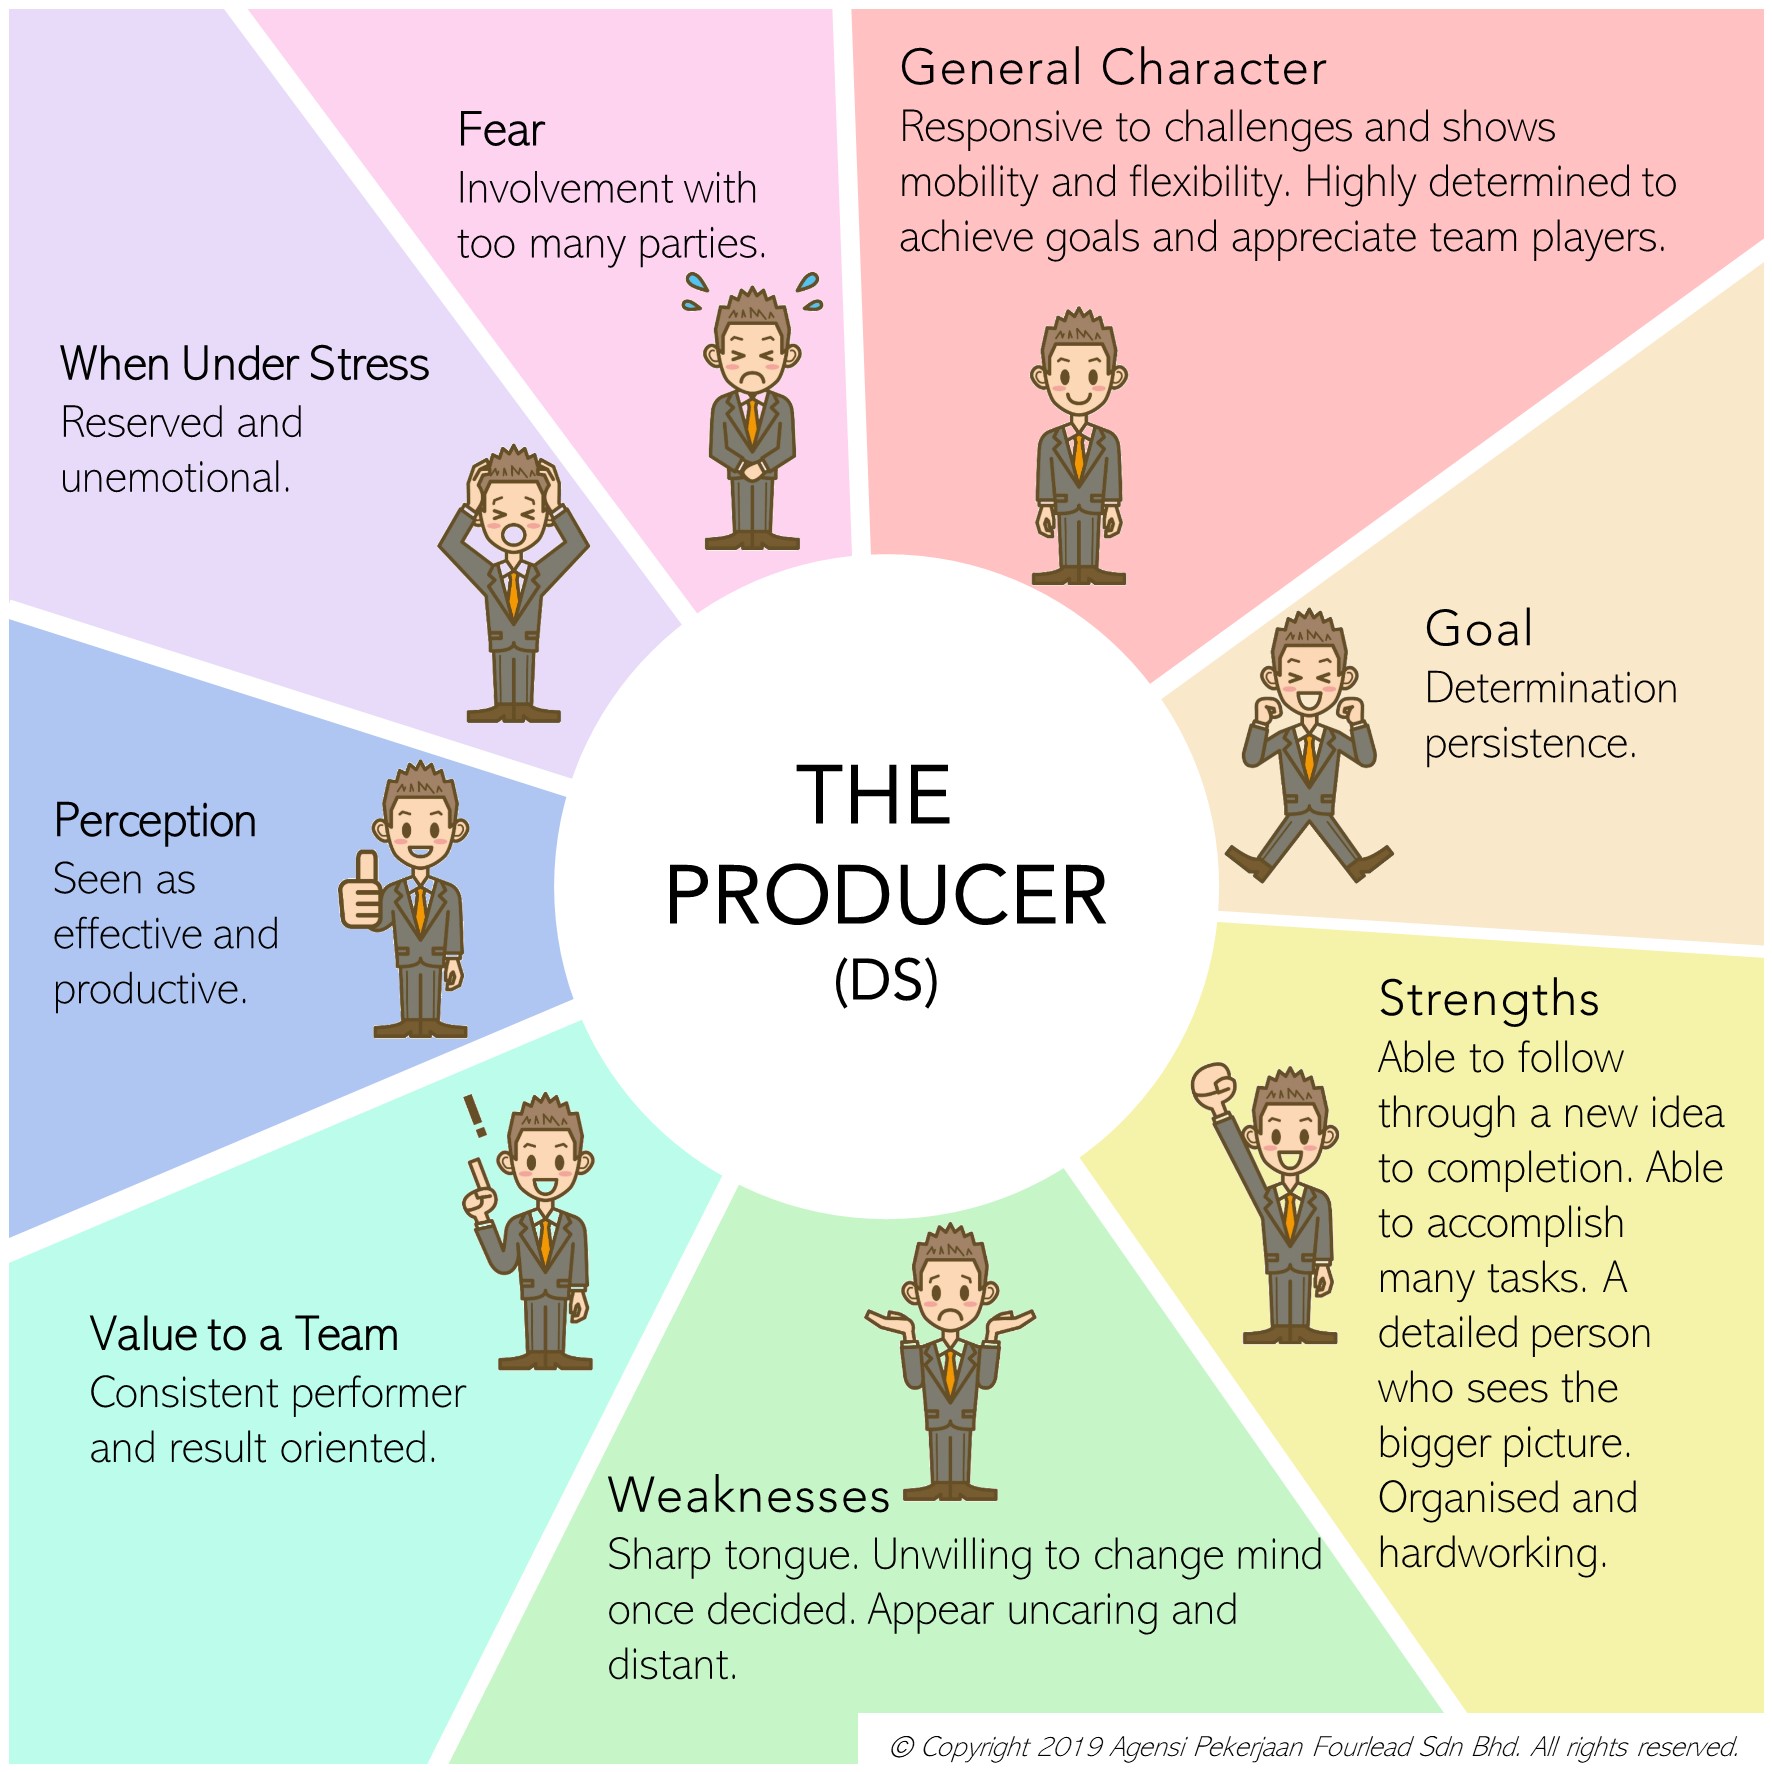 General Character
Responsive to challenges and shows
mobility and flexibility. Highly determined to
achieve goals and appreciate team players.
Goal
Determination
persistence.
Strengths
Able to follow
through a new idea
to completion. Able
to accomplish
many tasks. A
detailed person
who sees the
bigger picture.
Organised and
hardworking.
Weaknesses
Sharp tongue. Unwilling to change mind
once decided. Appear uncaring and
distant.
Value to a Team
Consistent performer
and result oriented.
!
Perception
Seen as
effective and
productive.
When Under Stress
Reserved and
unemotional.
Fear
Involvement with
too many parties.
THE
PRODUCER
(DS)
© Copyright 2019 Agensi Pekerjaan Fourlead Sdn Bhd. All rights reserved.